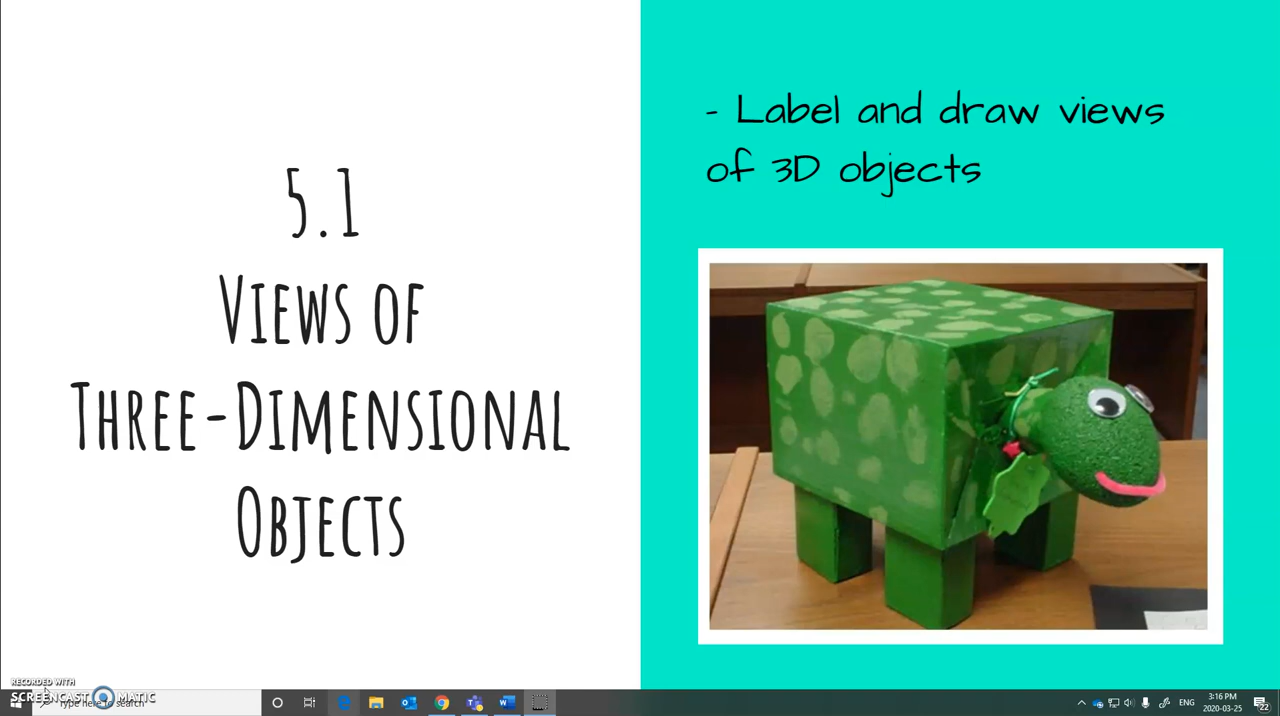 5.1
Views of
Three-Dimensional
Objects
- Label and draw views
of 3D objects
RECORDED WITH
SCREENCAST MATIC
Type here to search
ENG
3:16 PM
2020-03-25
22